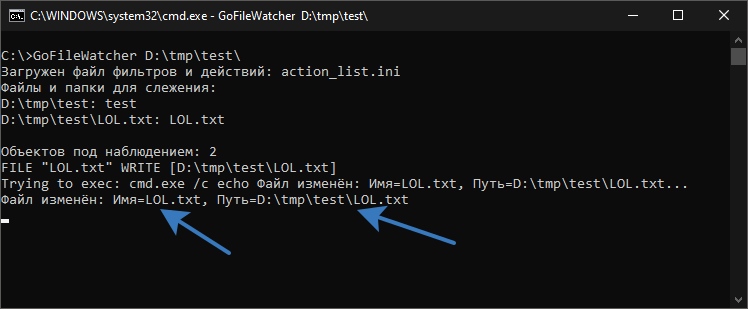 C:\WINDOWS\system32\cmd.exe - GoFileWatcher D:\tmp\test\
C:\>GoFileWatcher D:\tmp\test\
Загружен файл фильтров и действий: action_list.ini
Файлы и папки для слежения:
D:\tmp\test: test
D:\tmp\test\LOL.txt: LOL.txt
Объектов под наблюдением: 2
FILE "LOL.txt" WRITE [D:\tmp\test\LOL.txt]
Trying to exec: cmd.exe /c echo Файл изменён: Имя=LOL.txt, Путь=D:\tmp\test\LOL.txt...
Файл изменён: Имя=LOL.txt, Путь=D:\tmp\test\LOL.txt